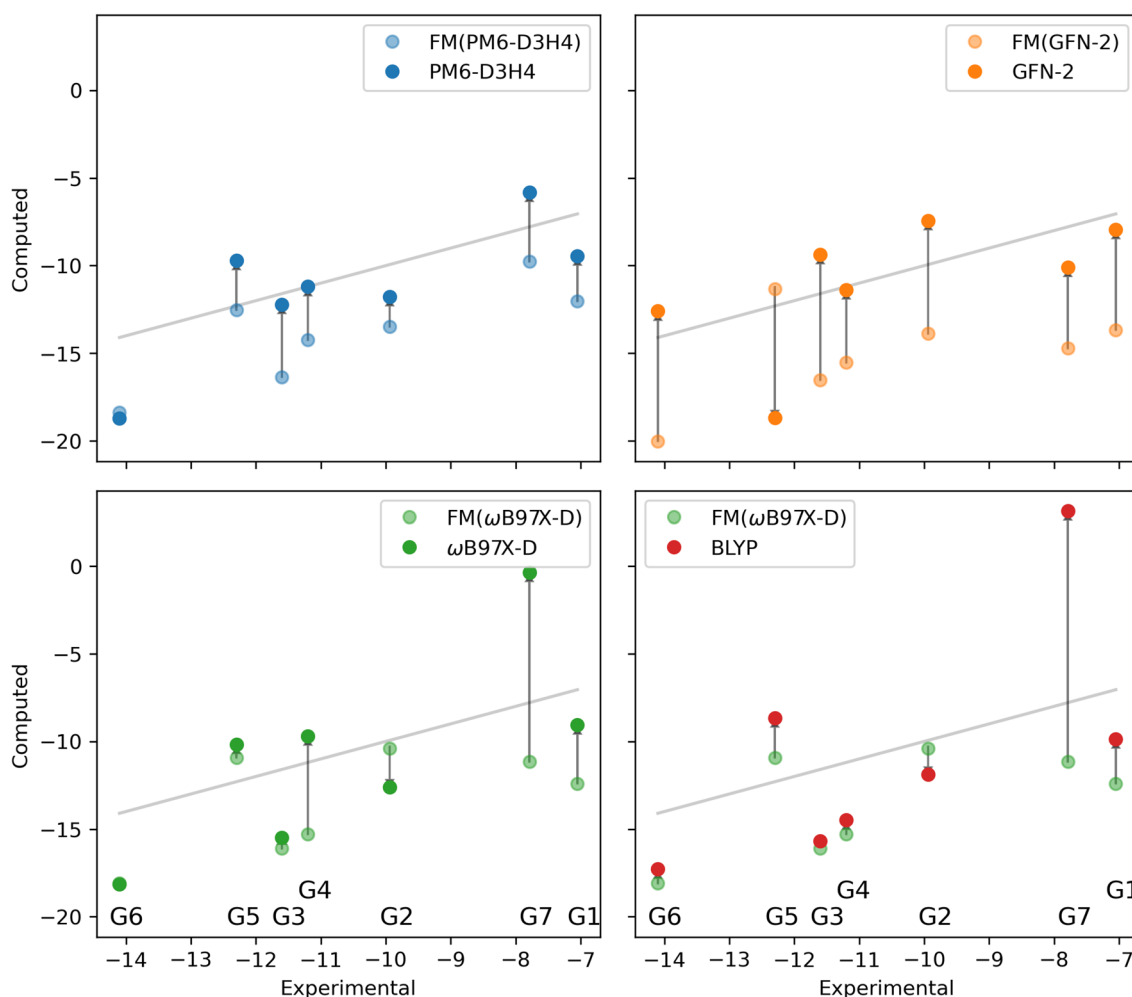 FM(PM6-D3H4)
PM6-D3H4
FM(GFN-2)
GFN-2
0
−5
−10
−15
−20
Computed
FM(ωB97X-D)
ωB97X-D
FM(ωB97X-D)
BLYP
0
−5
−10
−15
−20
Computed
G6
G5
G3
G4
G2
G7
G1
G6
G5
G3
G4
G2
G7
G1
−14
−13
−12
−11
−10
−9
−8
−7
Experimental
−14
−13
−12
−11
−10
−9
−8
−7
Experimental